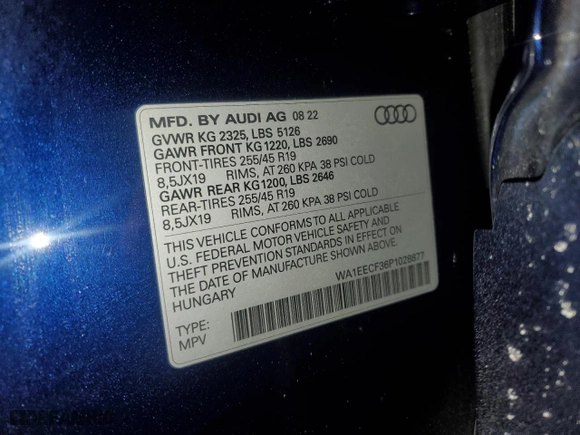 MFD. BY AUDI AG 08 22
GVWR KG 2325, LBS 5126
GAWR FRONT KG 1220, LBS 2690
FRONT-TIRES 255/45 R19
8,5JX19 RIMS, AT 260 KPA 38 PSI COLD
GAWR REAR KG 1200, LBS 2646
REAR-TIRES 255/45 R19
8,5JX19 RIMS, AT 260 KPA 38 PSI COLD
THIS VEHICLE CONFORMS TO ALL APPLICABLE
U.S. FEDERAL MOTOR VEHICLE SAFETY AND
THEFT PREVENTION STANDARDS IN EFFECT ON
THE DATE OF MANUFACTURE SHOWN ABOVE.
HUNGARY
WA1EECF36P1028877
TYPE:
MPV